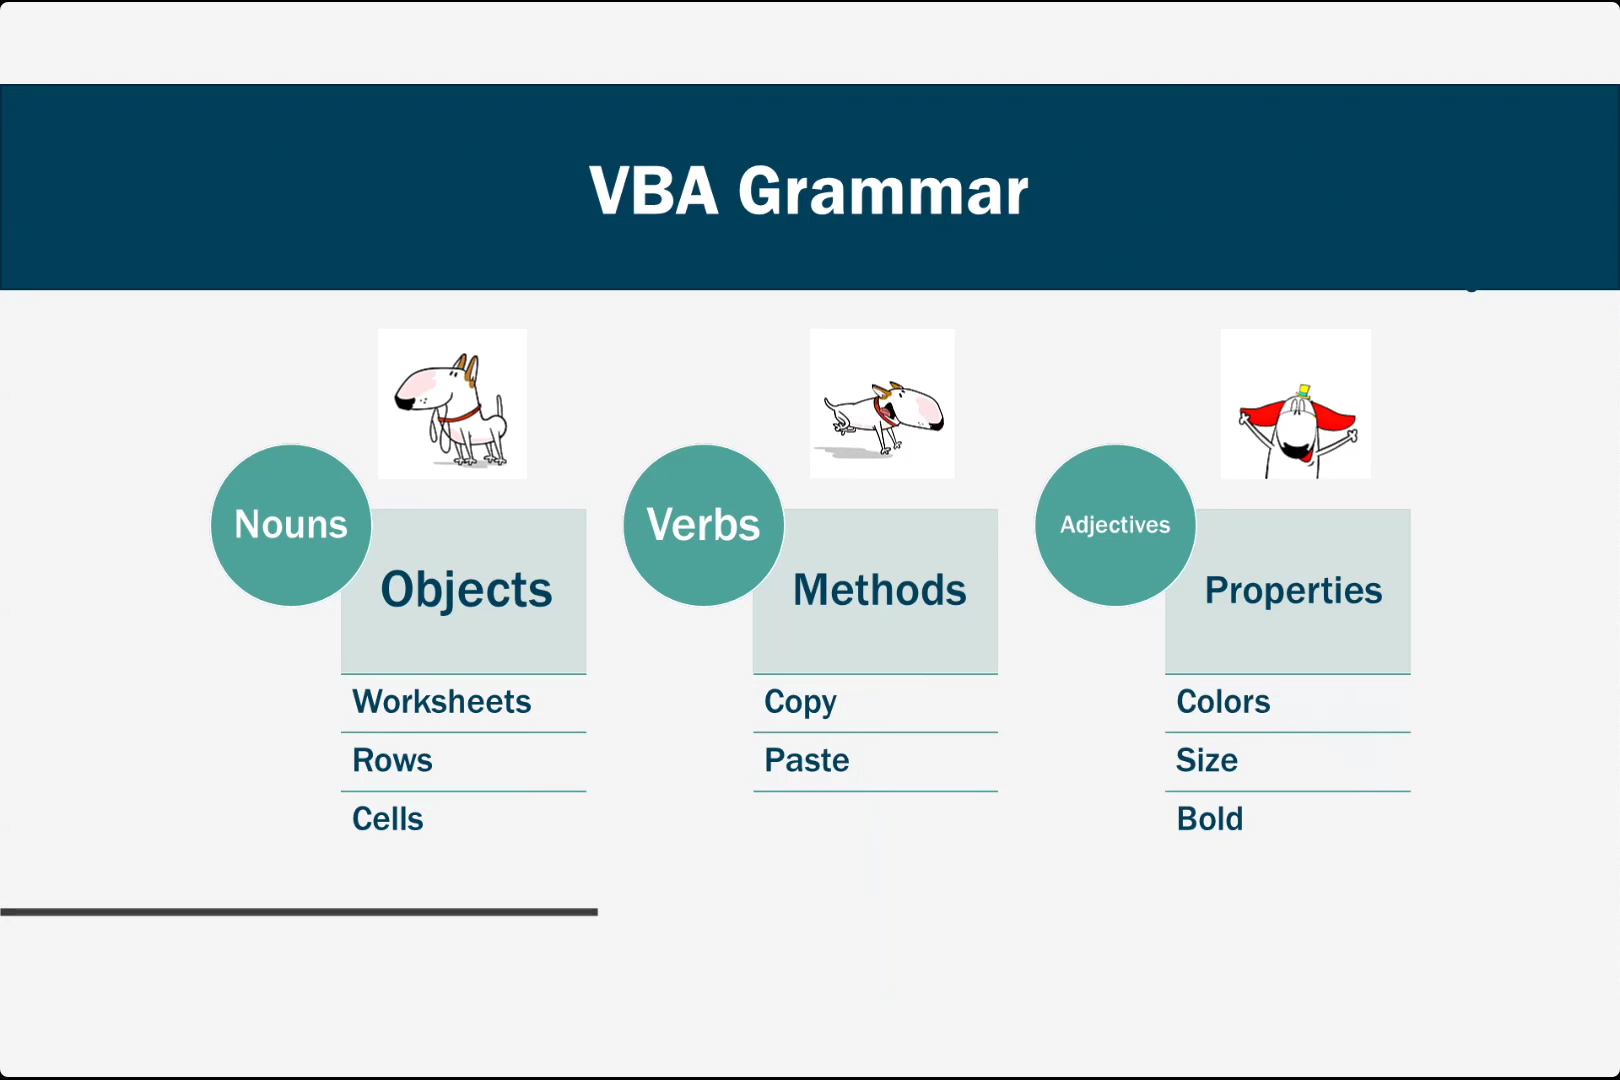 VBA Grammar
Nouns
Objects
Worksheets
Rows
Cells
Verbs
Methods
Copy
Paste
Adjectives
Properties
Colors
Size
Bold